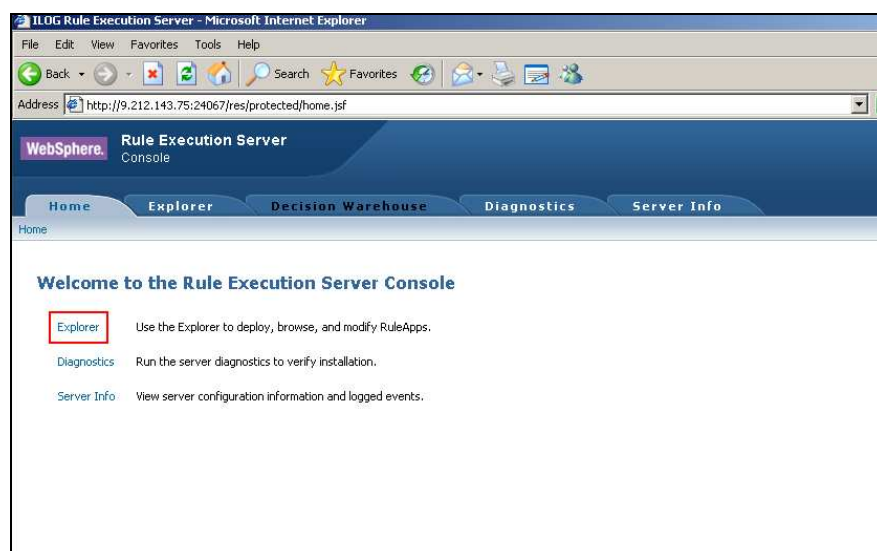 ILOG Rule Execution Server - Microsoft Internet Explorer
File Edit View Favorites Tools Help
Back Search Favorites
Address http://9.212.143.75:24067/res/protected/home.jsf
WebSphere. Rule Execution Server
Console
Home Explorer Decision Warehouse Diagnostics Server Info
Home
Welcome to the Rule Execution Server Console
Explorer Use the Explorer to deploy, browse, and modify RuleApps.
Diagnostics Run the server diagnostics to verify installation.
Server Info View server configuration information and logged events.